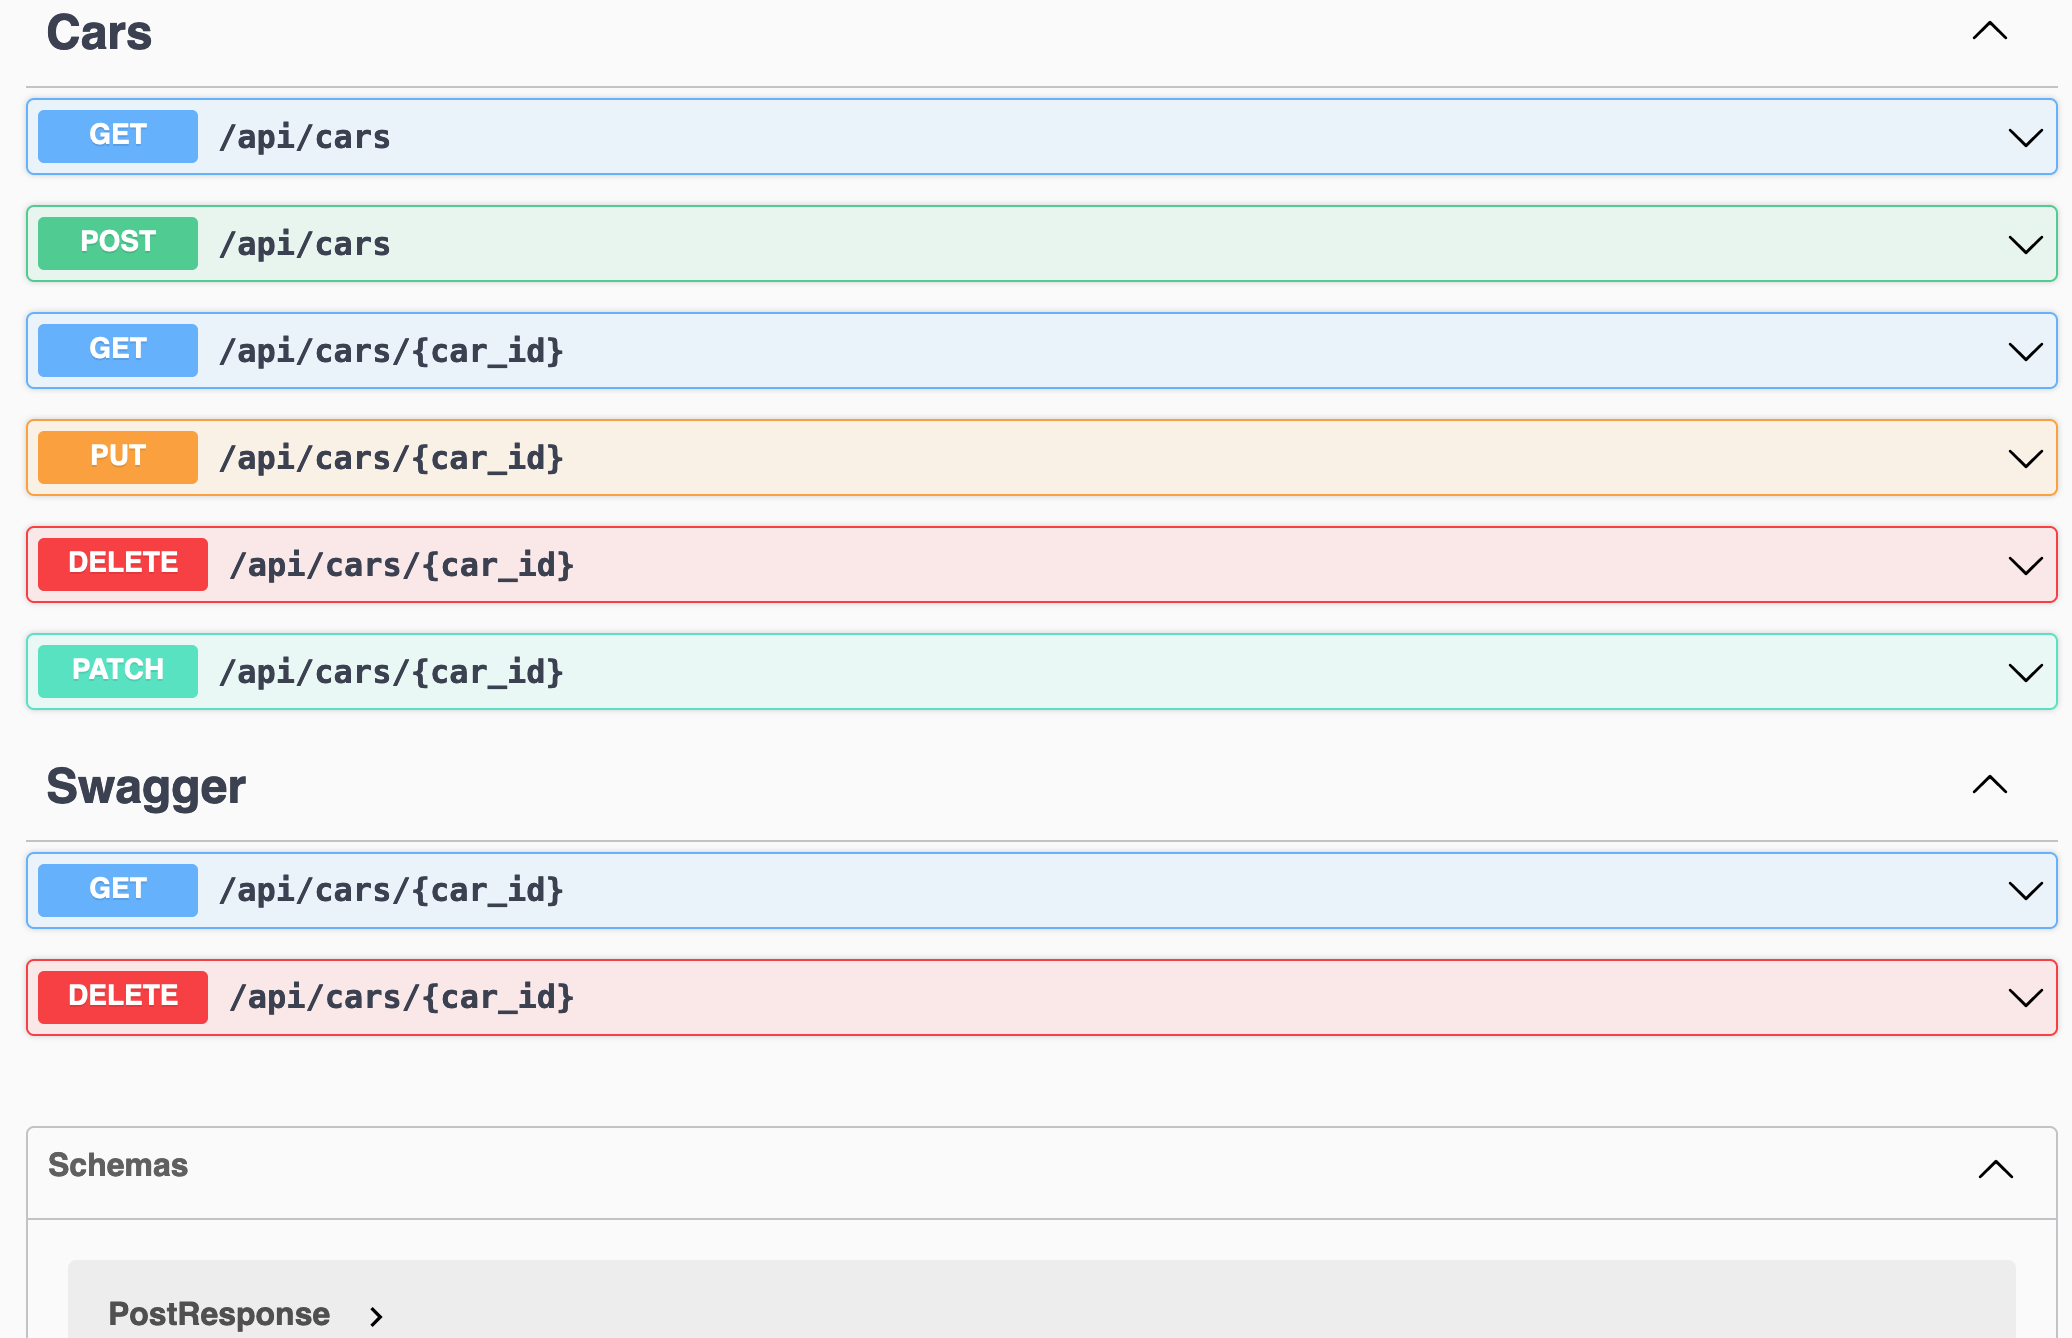 Cars
GET /api/cars
POST /api/cars
GET /api/cars/{car_id}
PUT /api/cars/{car_id}
DELETE /api/cars/{car_id}
PATCH /api/cars/{car_id}
Swagger
GET /api/cars/{car_id}
DELETE /api/cars/{car_id}
Schemas
PostResponse